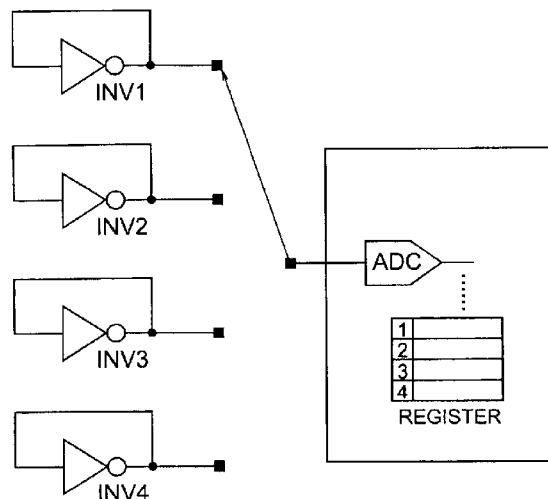 INV1
INV2
INV3
INV4
ADC
1
2
3
4
REGISTER